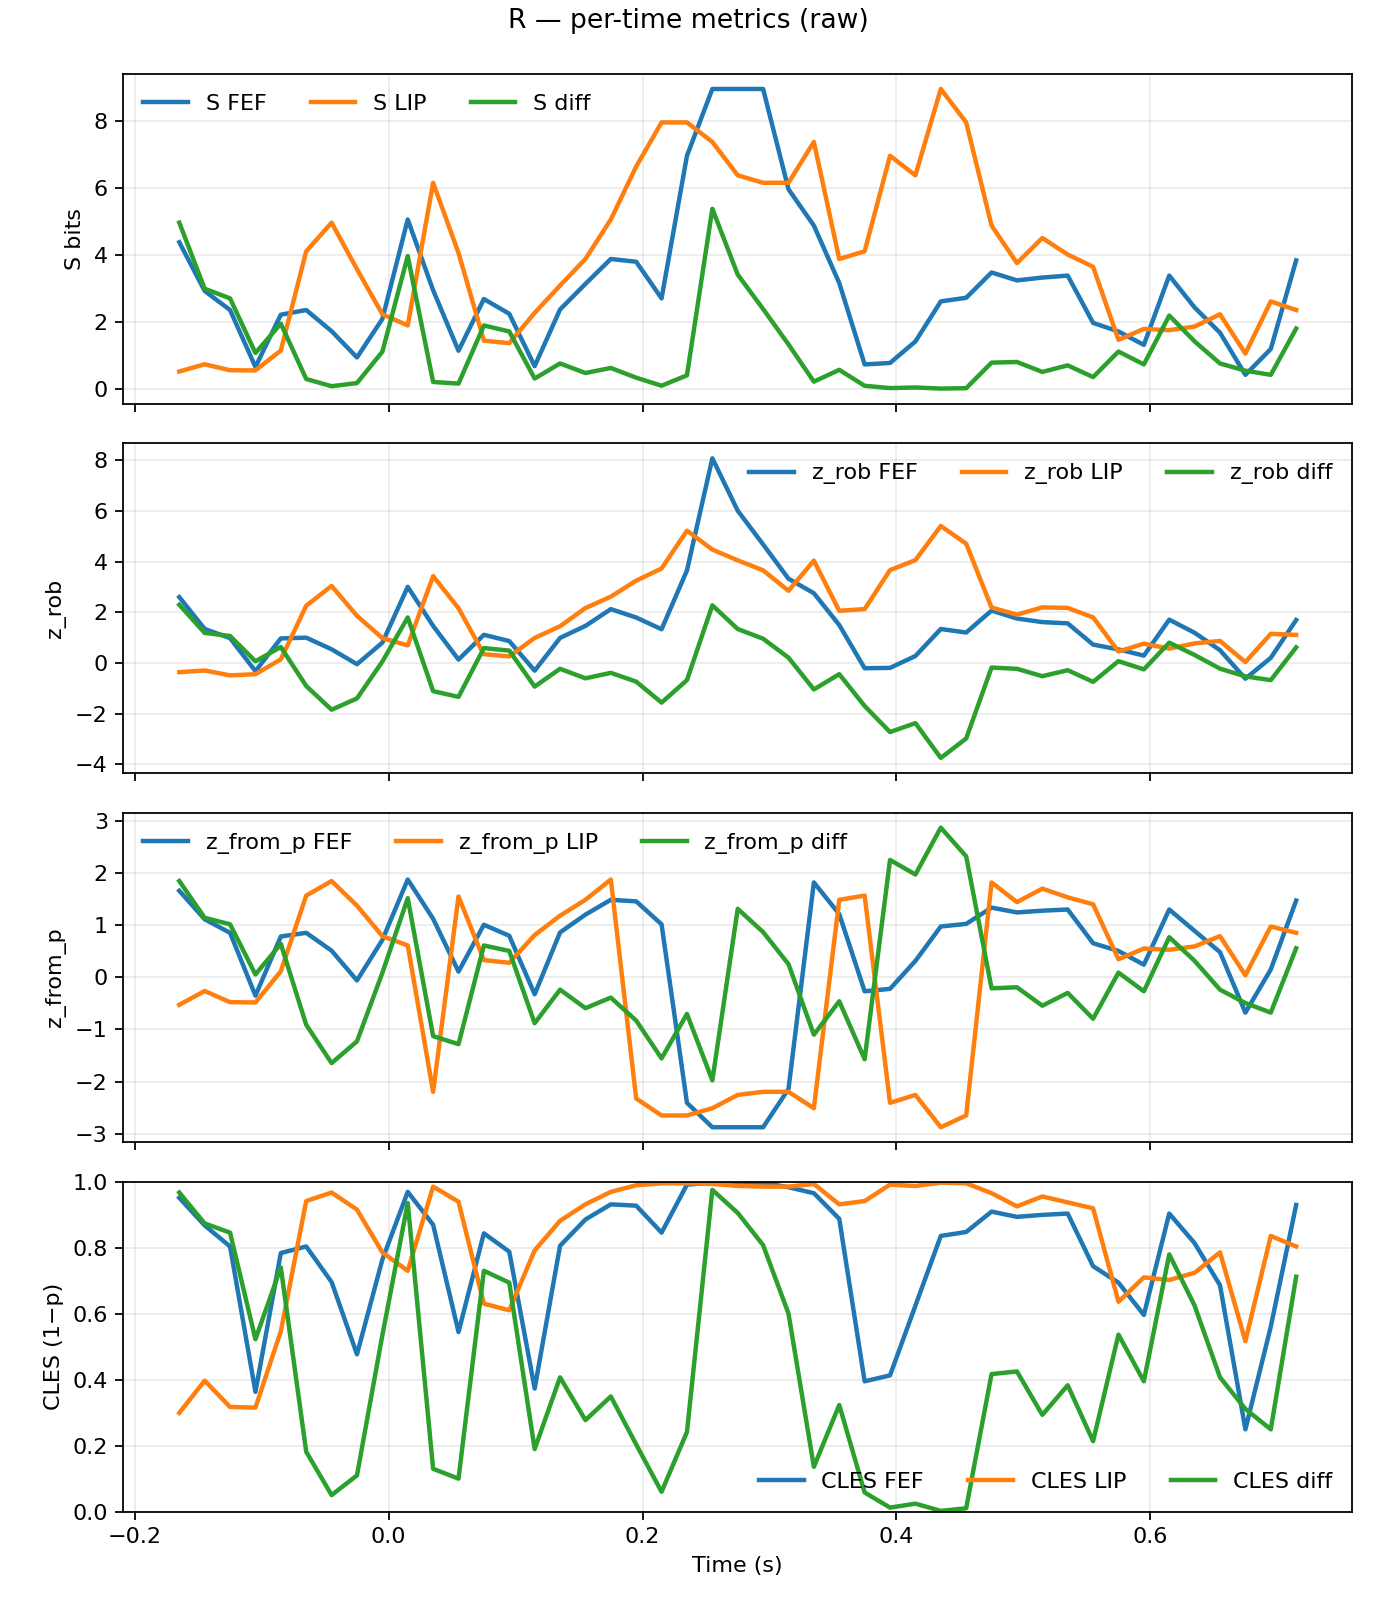 R — per-time metrics (raw)
S FEF S LIP S diff
8
6
4
2
0
S bits
z_rob FEF z_rob LIP z_rob diff
8
6
4
2
0
−2
−4
z_rob
z_from_p FEF z_from_p LIP z_from_p diff
3
2
1
0
−1
−2
−3
z_from_p
1.0
0.8
0.6
0.4
0.2
0.0
CLES (1−p)
CLES FEF CLES LIP CLES diff
−0.2 0.0 0.2 0.4 0.6
Time (s)